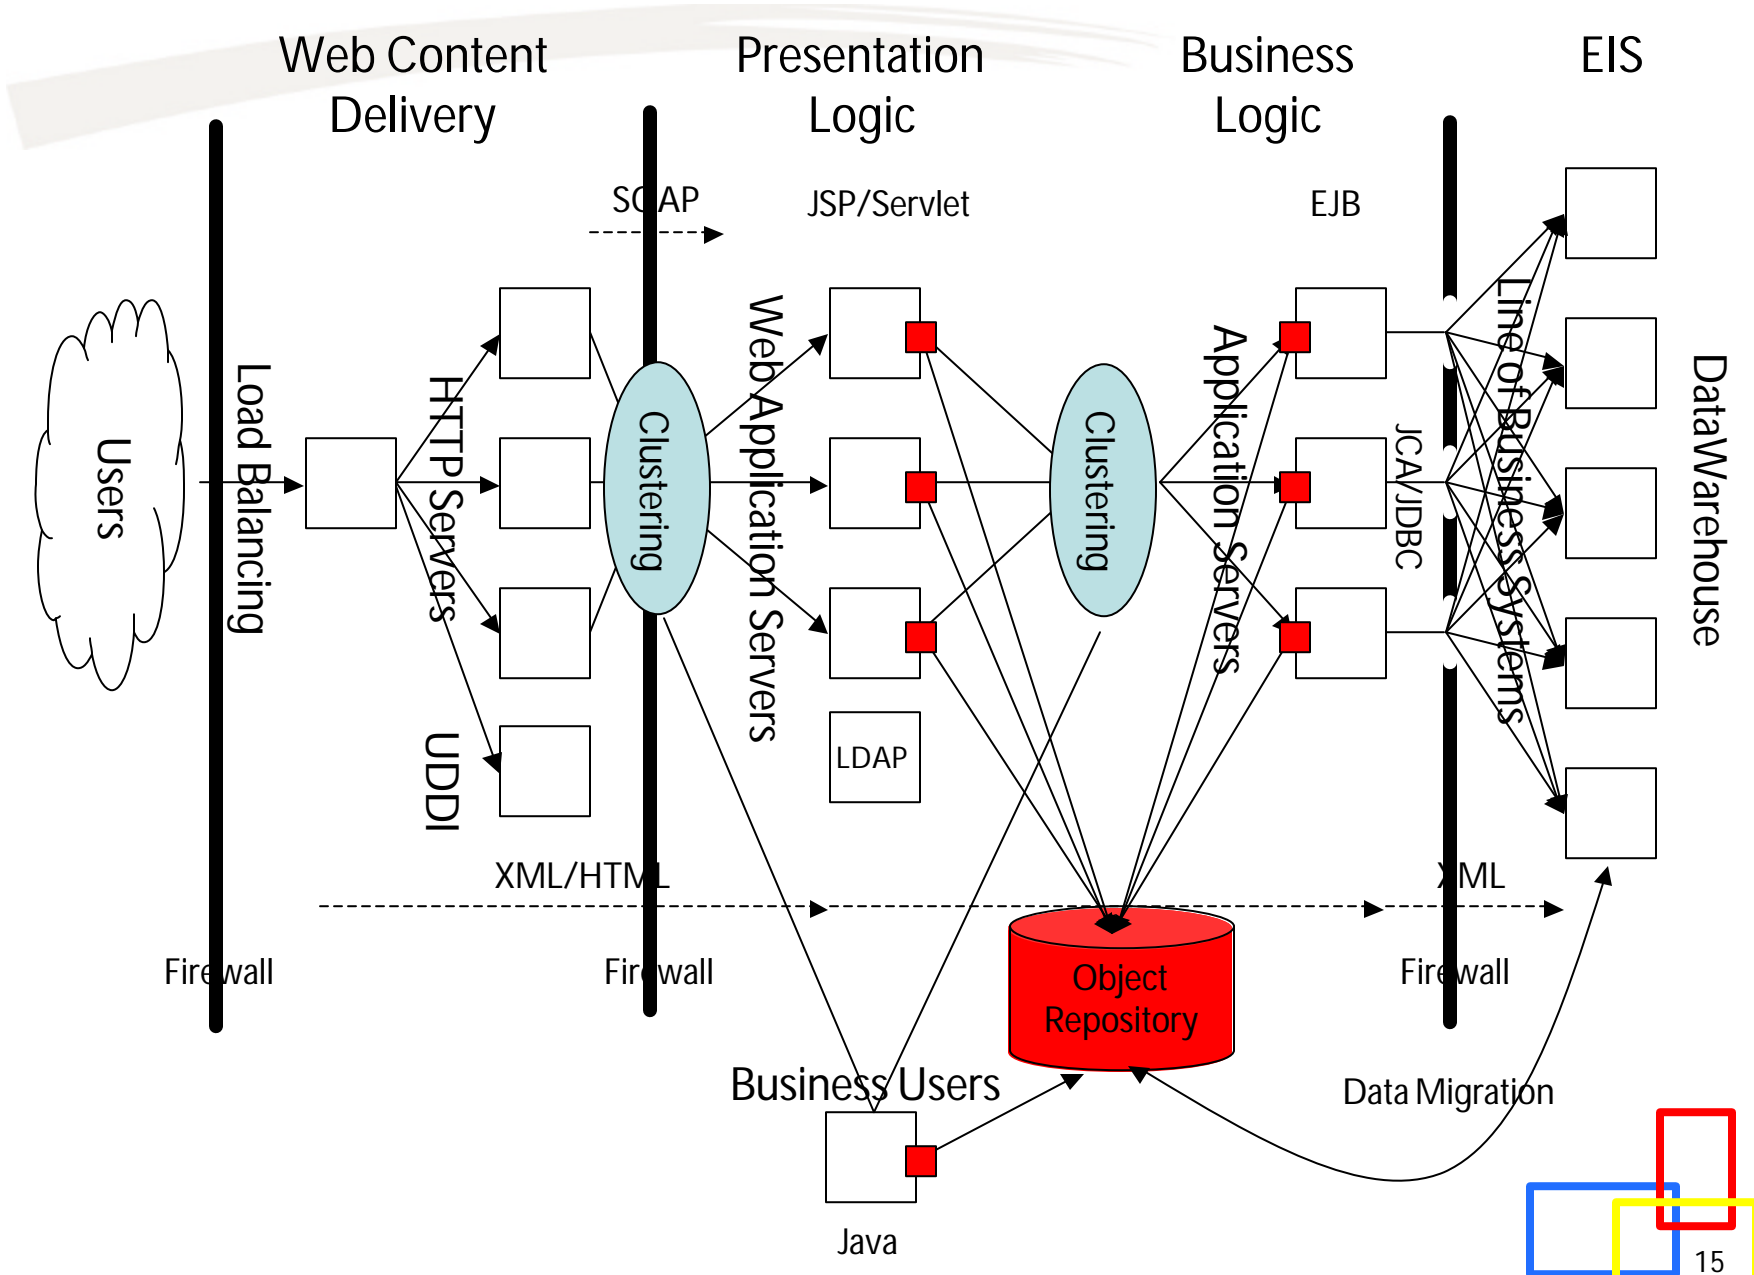 Web Content
Delivery
Presentation
Logic
Business
Logic
EIS
SOAP
JSP/Servlet
EJB
Users
Load Balancing
HTTP Servers
UDDI
Clustering
Web Application Servers
LDAP
Clustering
Application Servers
JCA/JDBC
Line of Business Systems
DataWarehouse
XML/HTML
XML
Firewall
Firewall
Firewall
Object
Repository
Business Users
Data Migration
Java
15